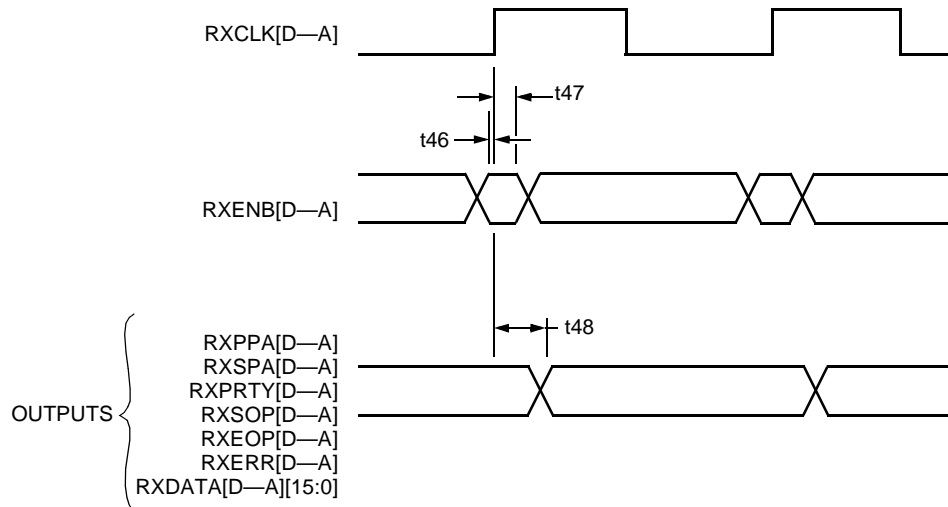 RXCLK[D—A]
t47
t46
RXENB[D—A]
t48
RXPPA[D—A]
RXSPA[D—A]
RXPRTY[D—A]
OUTPUTS
RXSOP[D—A]
RXEOP[D—A]
RXERR[D—A]
RXDATA[D—A][15:0]